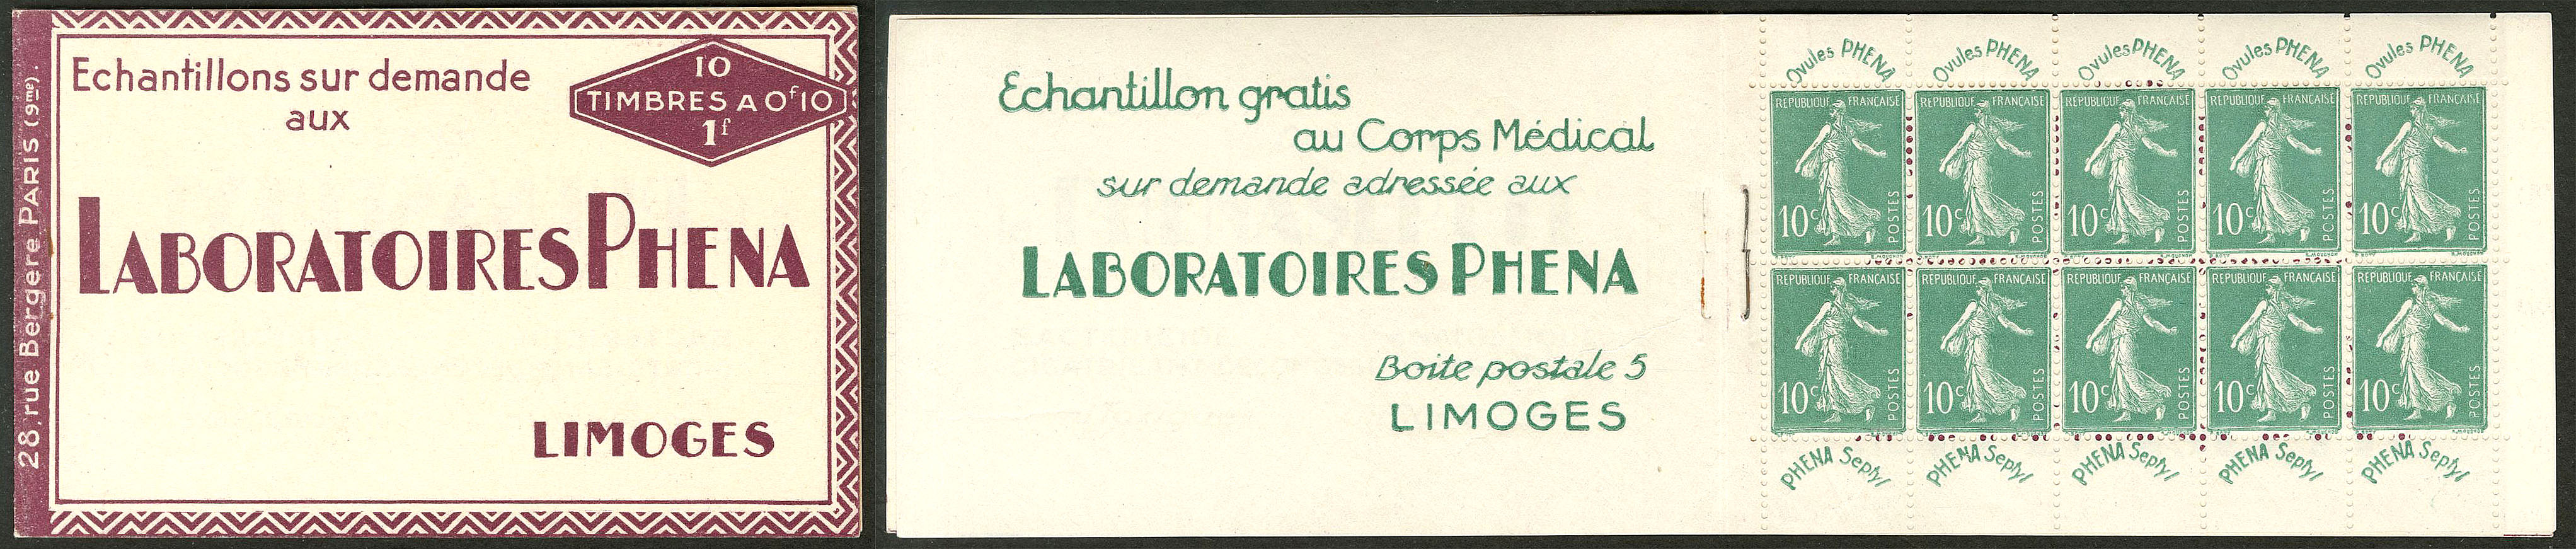 28, rue Bergère PARIS (9me).
Echantillons sur demande
aux
10
TIMBRES A 0f10
1f
LABORATOIRES PHENA
LIMOGES
Echantillon gratis
au Corps Médical
sur demande adressée aux
LABORATOIRES PHENA
Boite postale 5
LIMOGES
Ovules PHENA Ovules PHENA Ovules PHENA Ovules PHENA Ovules PHENA
REPUBLIQUE FRANÇAISE REPUBLIQUE FRANÇAISE REPUBLIQUE FRANÇAISE REPUBLIQUE FRANÇAISE REPUBLIQUE FRANÇAISE
10c POSTES 10c POSTES 10c POSTES 10c POSTES 10c POSTES
REPUBLIQUE FRANÇAISE REPUBLIQUE FRANÇAISE REPUBLIQUE FRANÇAISE REPUBLIQUE FRANÇAISE REPUBLIQUE FRANÇAISE
10c POSTES 10c POSTES 10c POSTES 10c POSTES 10c POSTES
PHENA Septyl PHENA Septyl PHENA Septyl PHENA Septyl PHENA Septyl